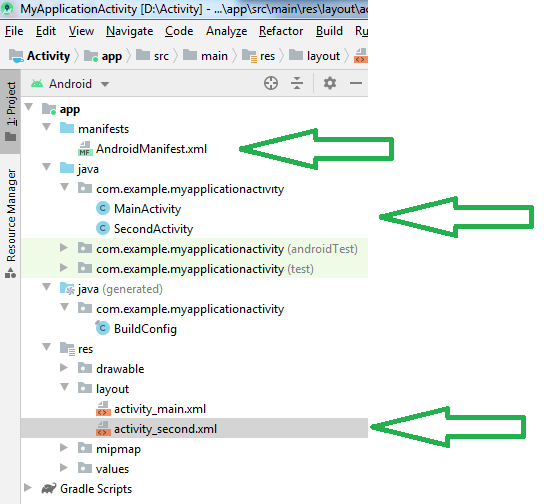 MyApplicationActivity [D:\Activity] - ...\app\src\main\res\layout\ac
File Edit View Navigate Code Analyze Refactor Build Ru
Activity app src main res layout
1: Project
Resource Manager
Android
app
manifests
MF AndroidManifest.xml
java
com.example.myapplicationactivity
C MainActivity
C SecondActivity
com.example.myapplicationactivity (androidTest)
com.example.myapplicationactivity (test)
java (generated)
com.example.myapplicationactivity
C BuildConfig
res
drawable
layout
activity_main.xml
activity_second.xml
mipmap
values
Gradle Scripts